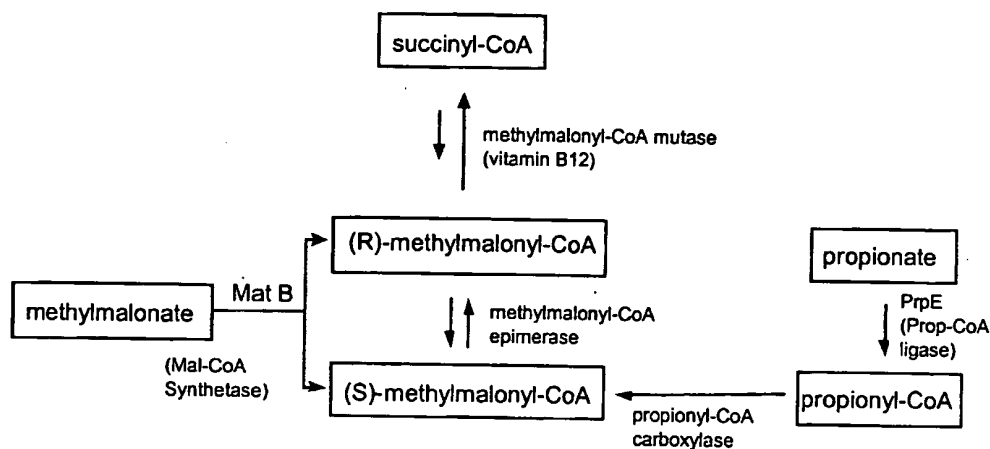 succinyl-CoA
methylmalonyl-CoA mutase
(vitamin B12)
(R)-methylmalonyl-CoA
propionate
Mat B
methylmalonate
methylmalonyl-CoA
epimerase
PrpE
(Prop-CoA
ligase)
(Mal-CoA
Synthetase)
(S)-methylmalonyl-CoA
propionyl-CoA
propionyl-CoA
carboxylase